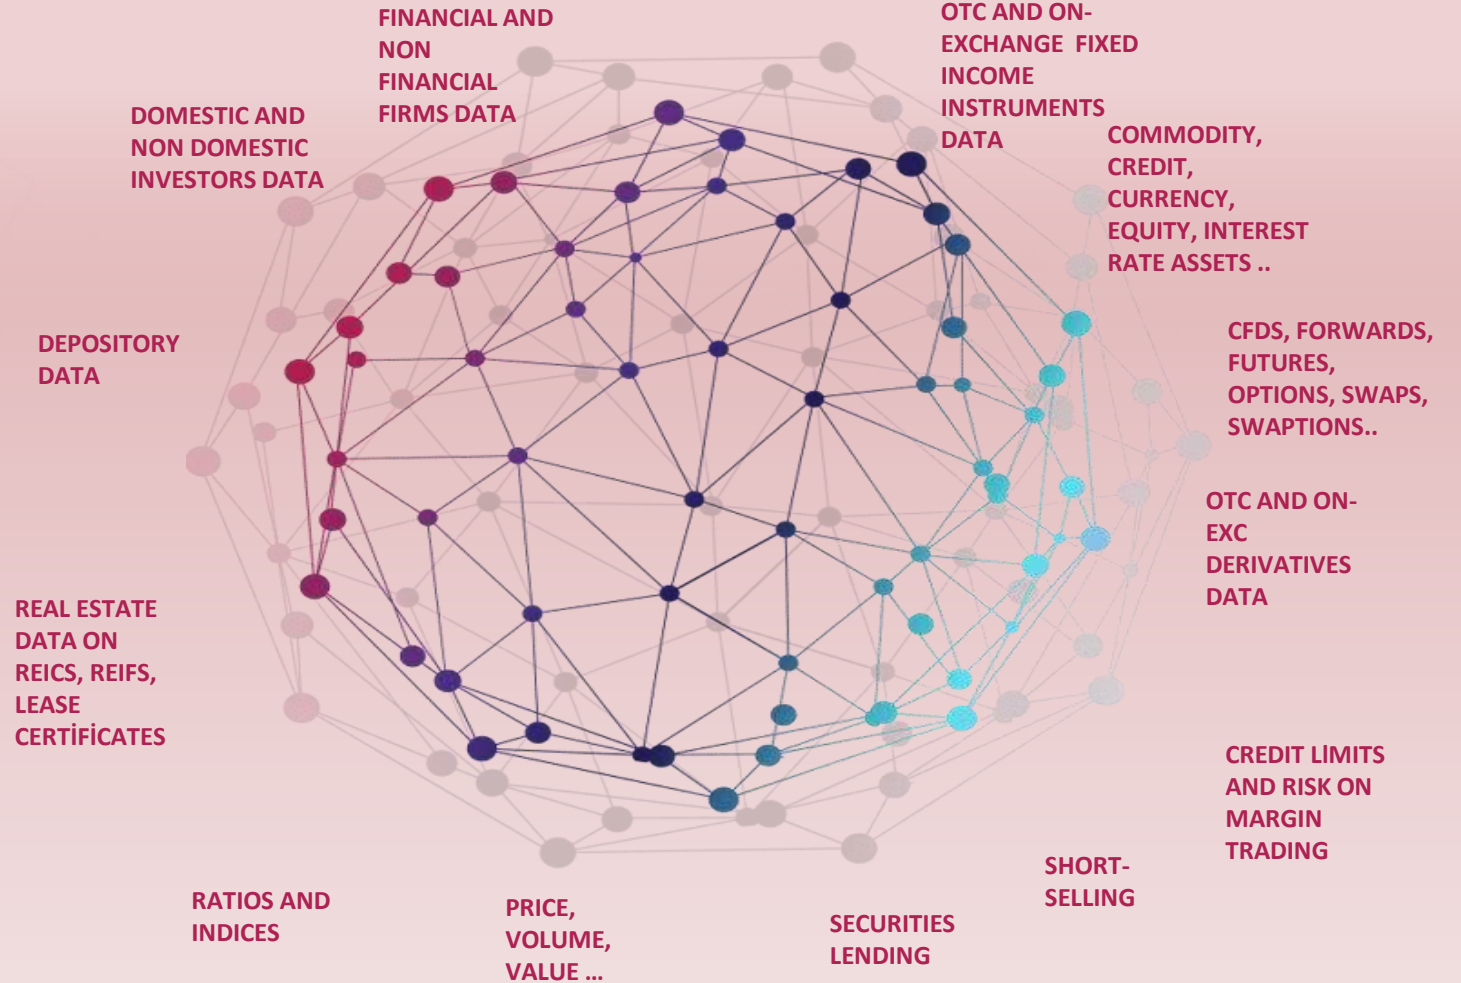 FINANCIAL AND
NON
FINANCIAL
FIRMS DATA
OTC AND ON-
EXCHANGE FIXED
INCOME
INSTRUMENTS
DATA
DOMESTIC AND
NON DOMESTIC
INVESTORS DATA
COMMODITY,
CREDIT,
CURRENCY,
EQUITY, INTEREST
RATE ASSETS ..
DEPOSITORY
DATA
CFDS, FORWARDS,
FUTURES,
OPTIONS, SWAPS,
SWAPTIONS..
OTC AND ON-
EXC
DERIVATIVES
DATA
REAL ESTATE
DATA ON
REICS, REIFS,
LEASE
CERTİFİCATES
CREDIT LİMITS
AND RISK ON
MARGIN
TRADING
SHORT-
SELLING
RATIOS AND
INDICES
PRICE,
VOLUME,
VALUE ...
SECURITIES
LENDING